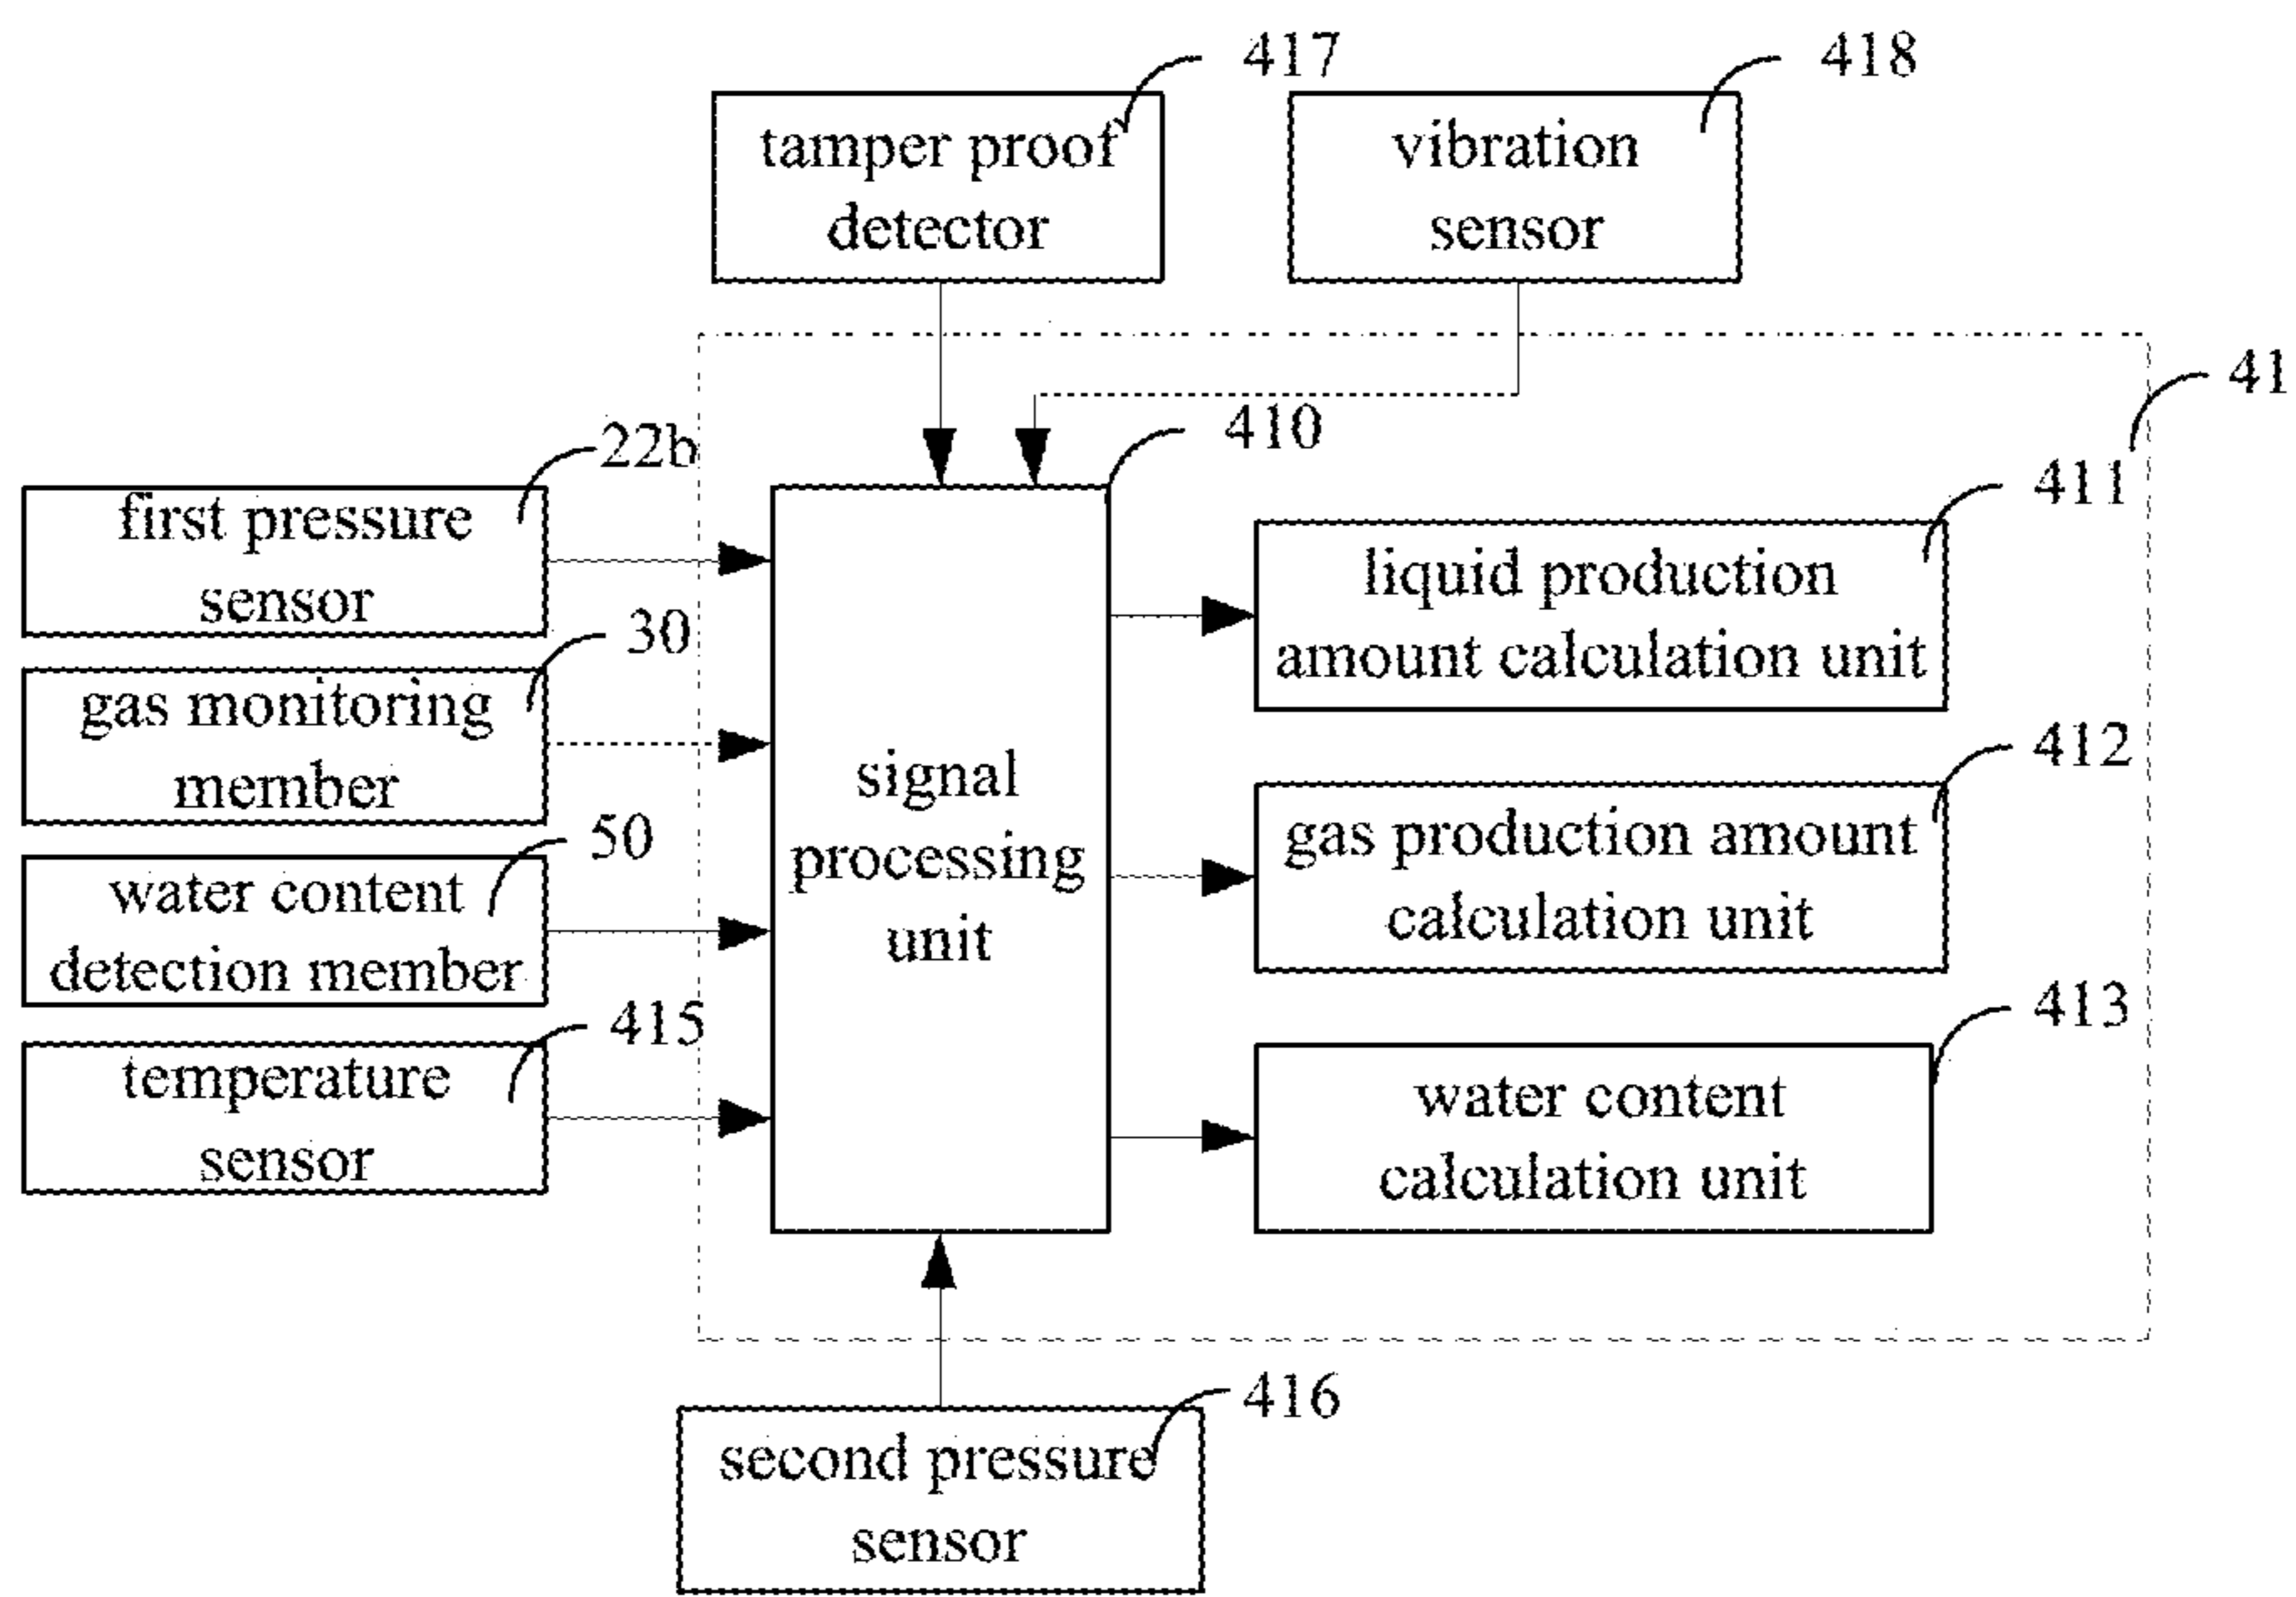 417
418
tamper proof
detector
vibration
sensor
41
410
22b
first pressure
sensor
411
liquid production
amount calculation unit
30
gas monitoring
member
signal
processing
unit
412
gas production amount
calculation unit
50
water content
detection member
413
water content
calculation unit
415
temperature
sensor
416
second pressure
sensor